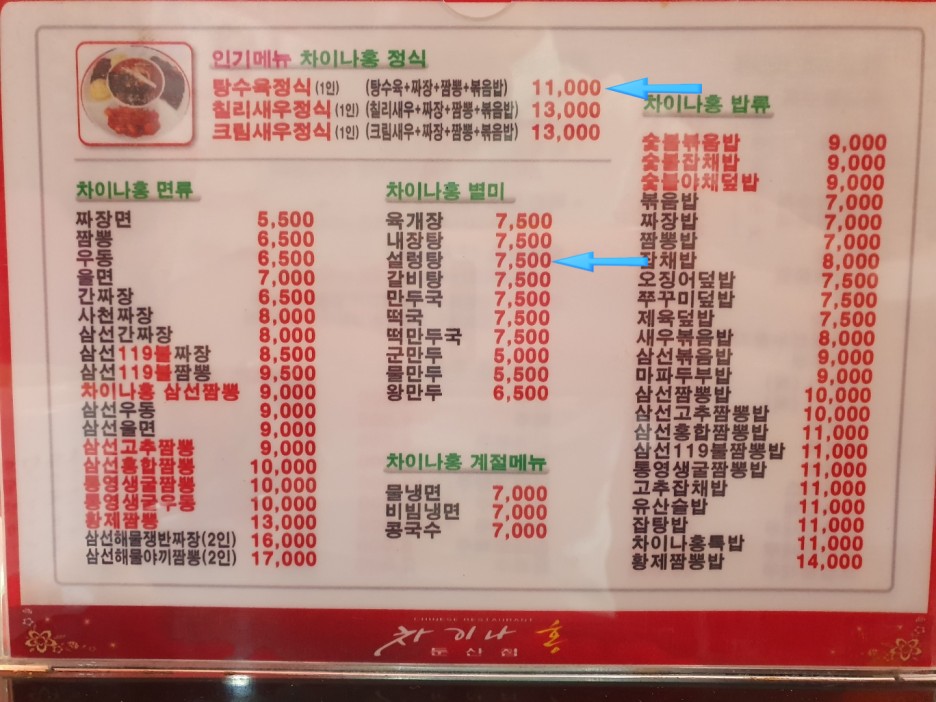 인기메뉴 차이나홍 정식
탕수육정식 (1인) (탕수육+짜장+짬뽕+볶음밥) 11,000
칠리새우정식 (1인) (칠리새우+짜장+짬뽕+볶음밥) 13,000
크림새우정식 (1인) (크림새우+짜장+짬뽕+볶음밥) 13,000
차이나홍 면류
짜장면 5,500
짬뽕 6,500
우동 6,500
울면 7,000
간짜장 6,500
사천짜장 8,000
삼선간짜장 8,000
삼선119불짜장 8,500
삼선119불짬뽕 9,500
차이나홍 삼선짬뽕 9,000
삼선우동 9,000
삼선울면 9,000
삼선고추짬뽕 9,000
삼선홍합짬뽕 10,000
통영생굴짬뽕 10,000
통영생굴우동 10,000
황제짬뽕 13,000
삼선해물쟁반짜장(2인) 16,000
삼선해물야끼짬뽕(2인) 17,000
차이나홍 별미
육개장 7,500
내장탕 7,500
설렁탕 7,500
갈비탕 7,500
만두국 7,500
떡국 7,500
떡만두국 7,500
군만두 5,000
물만두 5,500
왕만두 6,500
차이나홍 계절메뉴
물냉면 7,000
비빔냉면 7,000
콩국수 7,000
차이나홍 밥류
숯불볶음밥 9,000
숯불잡채밥 9,000
숯불야채덮밥 9,000
볶음밥 7,000
짜장밥 7,000
짬뽕밥 7,000
잡채밥 8,000
오징어덮밥 7,500
쭈꾸미덮밥 7,500
제육덮밥 7,500
새우볶음밥 8,000
삼선볶음밥 9,000
마파두부밥 9,000
삼선짬뽕밥 10,000
삼선고추짬뽕밥 10,000
삼선홍합짬뽕밥 11,000
삼선119불짬뽕밥 11,000
통영생굴짬뽕밥 11,000
고추잡채밥 11,000
유산슬밥 11,000
잡탕밥 11,000
차이나홍특밥 11,000
황제짬뽕밥 14,000
CHINESE RESTAURANT
차이나홍
둔산점